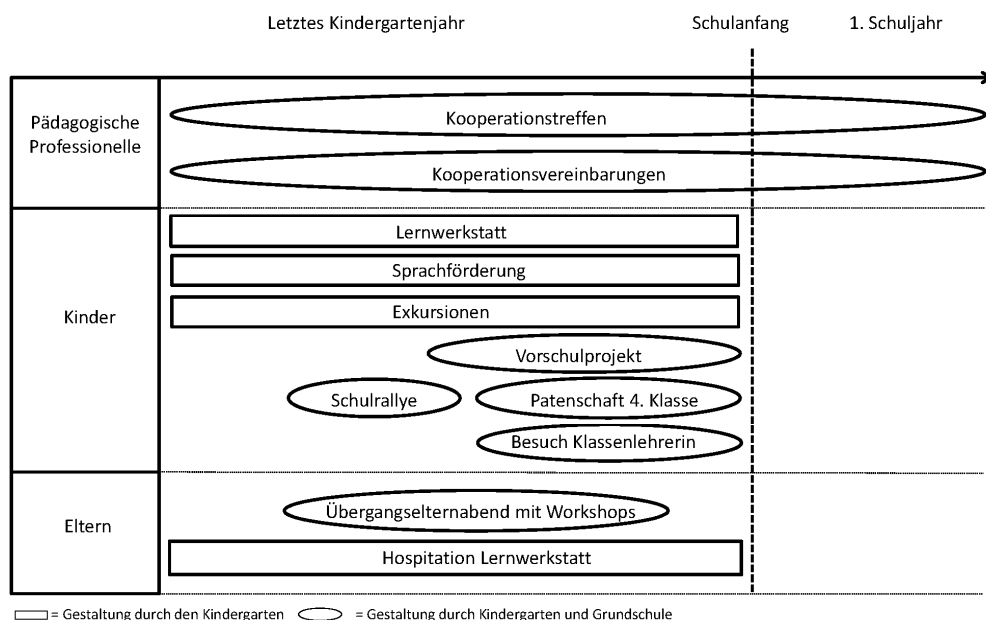 Letztes Kindergartenjahr Schulanfang 1. Schuljahr
Pädagogische
Professionelle
Kooperationstreffen
Kooperationsvereinbarungen
Kinder
Lernwerkstatt
Sprachförderung
Exkursionen
Vorschulprojekt
Schulrallye Patenschaft 4. Klasse
Besuch Klassenlehrerin
Eltern
Übergangselternabend mit Workshops
Hospitation Lernwerkstatt
= Gestaltung durch den Kindergarten = Gestaltung durch Kindergarten und Grundschule